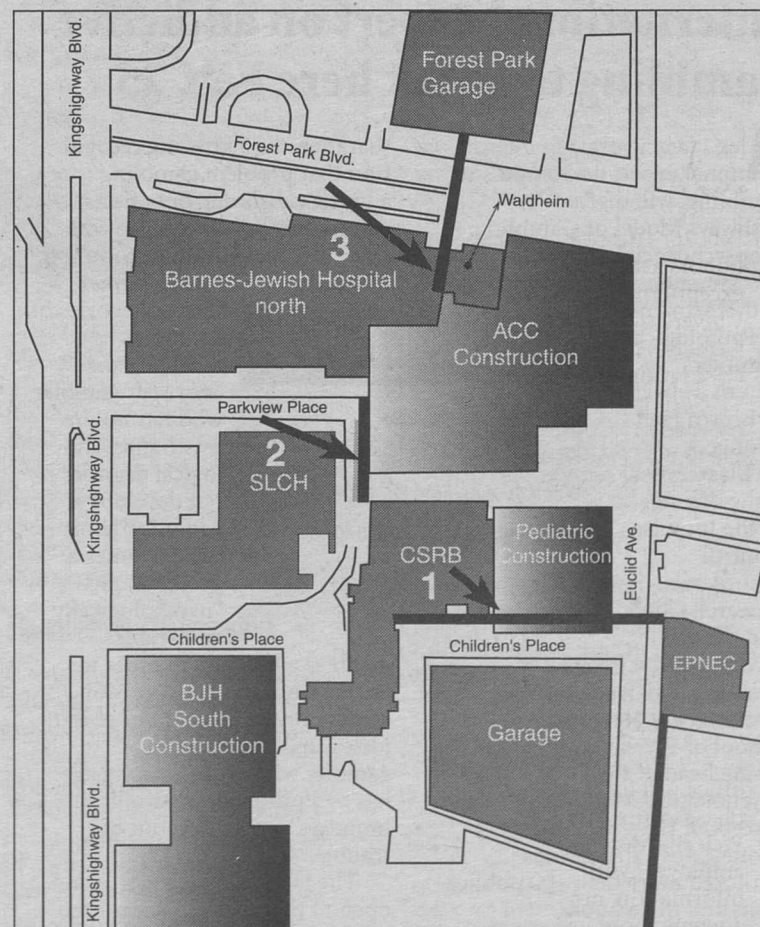 Kingshighway Blvd.
Forest Park
Garage
Forest Park Blvd.
Waldheim
3
Barnes-Jewish Hospital
north
ACC
Construction
Parkview Place
Kingshighway Blvd.
2
SLCH
CSRB
1
Pediatric
Construction
Euclid Ave.
Children's Place
Children's Place
EPNEC
BJH
South
Construction
Garage
Kingshighway Blvd.